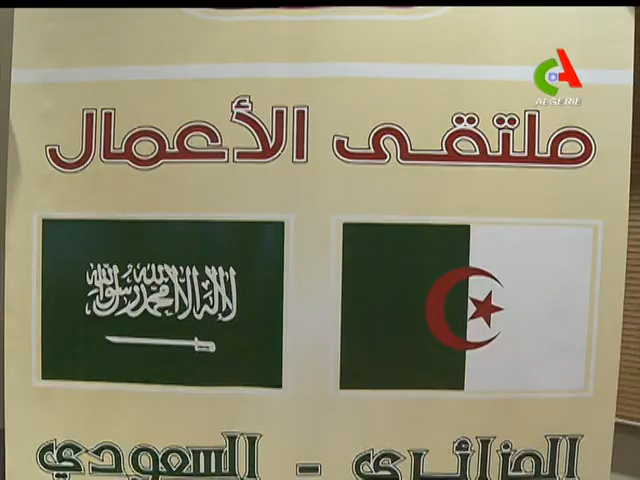 ALGERIE
ملتقى الأعمال
لا إله إلا الله محمد رسول الله
الجزائري - السعودي